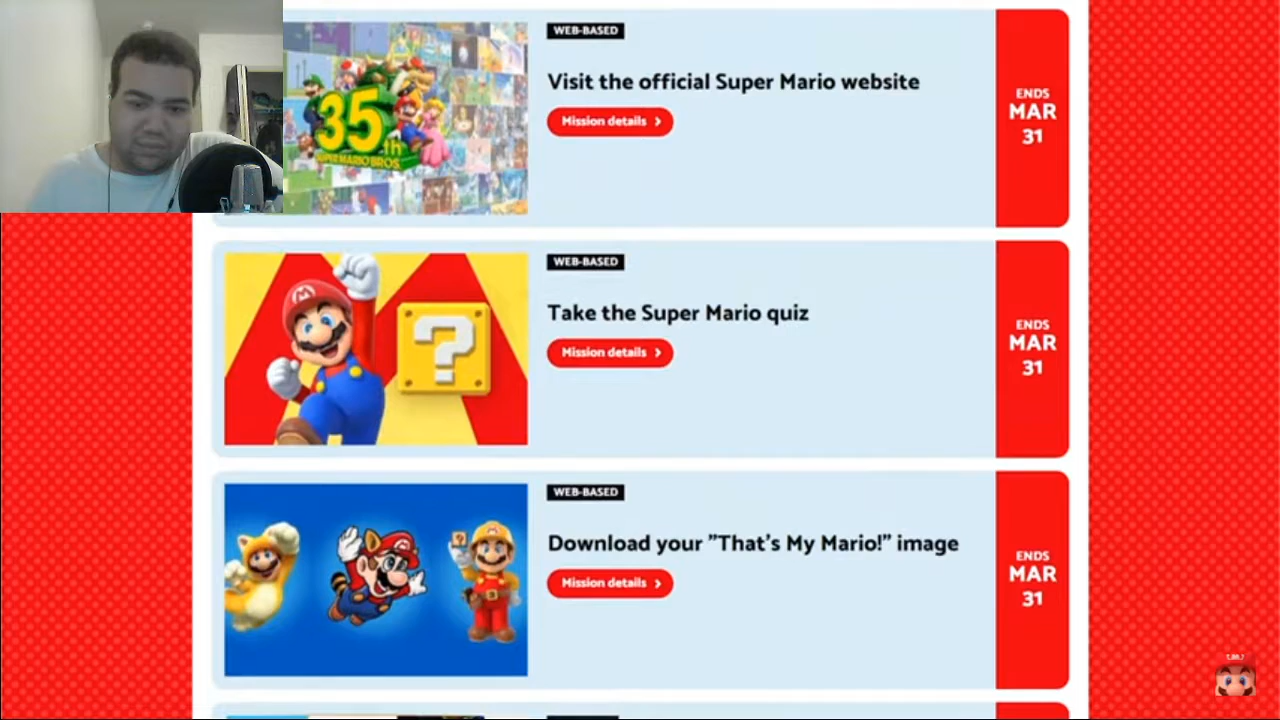 WEB-BASED
Visit the official Super Mario website
Mission details
ENDS
MAR
31
35th
SUPER MARIO BROS.
WEB-BASED
Take the Super Mario quiz
Mission details
ENDS
MAR
31
?
WEB-BASED
Download your "That's My Mario!" image
Mission details
ENDS
MAR
31